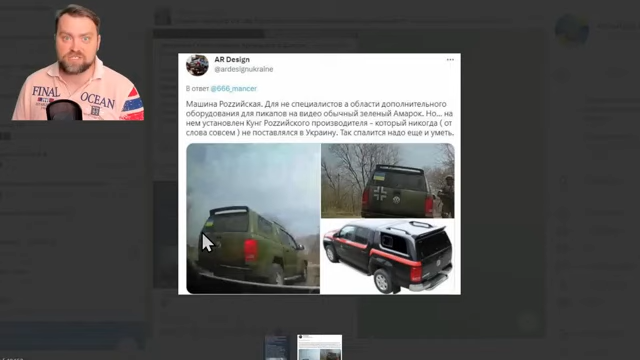 AR Design
@ardesignukraine
В ответ @666_mancer
Машина Роzzийская. Для не специалистов а области дополнительного
оборудования для пикапов на видео обычный зеленый Амарок. Но... на
нем установлен Кунг Роzzийского производителя – который никогда ( от
слова совсем ) не поставлялся в Украину. Так спалится надо еще и уметь.
FINAL
OCEAN